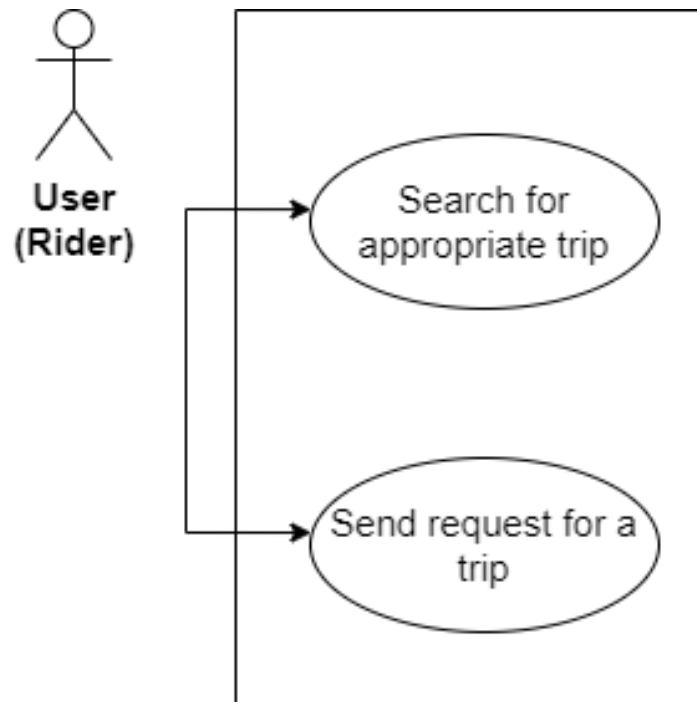 User
(Rider)
Search for
appropriate trip
Send request for a
trip